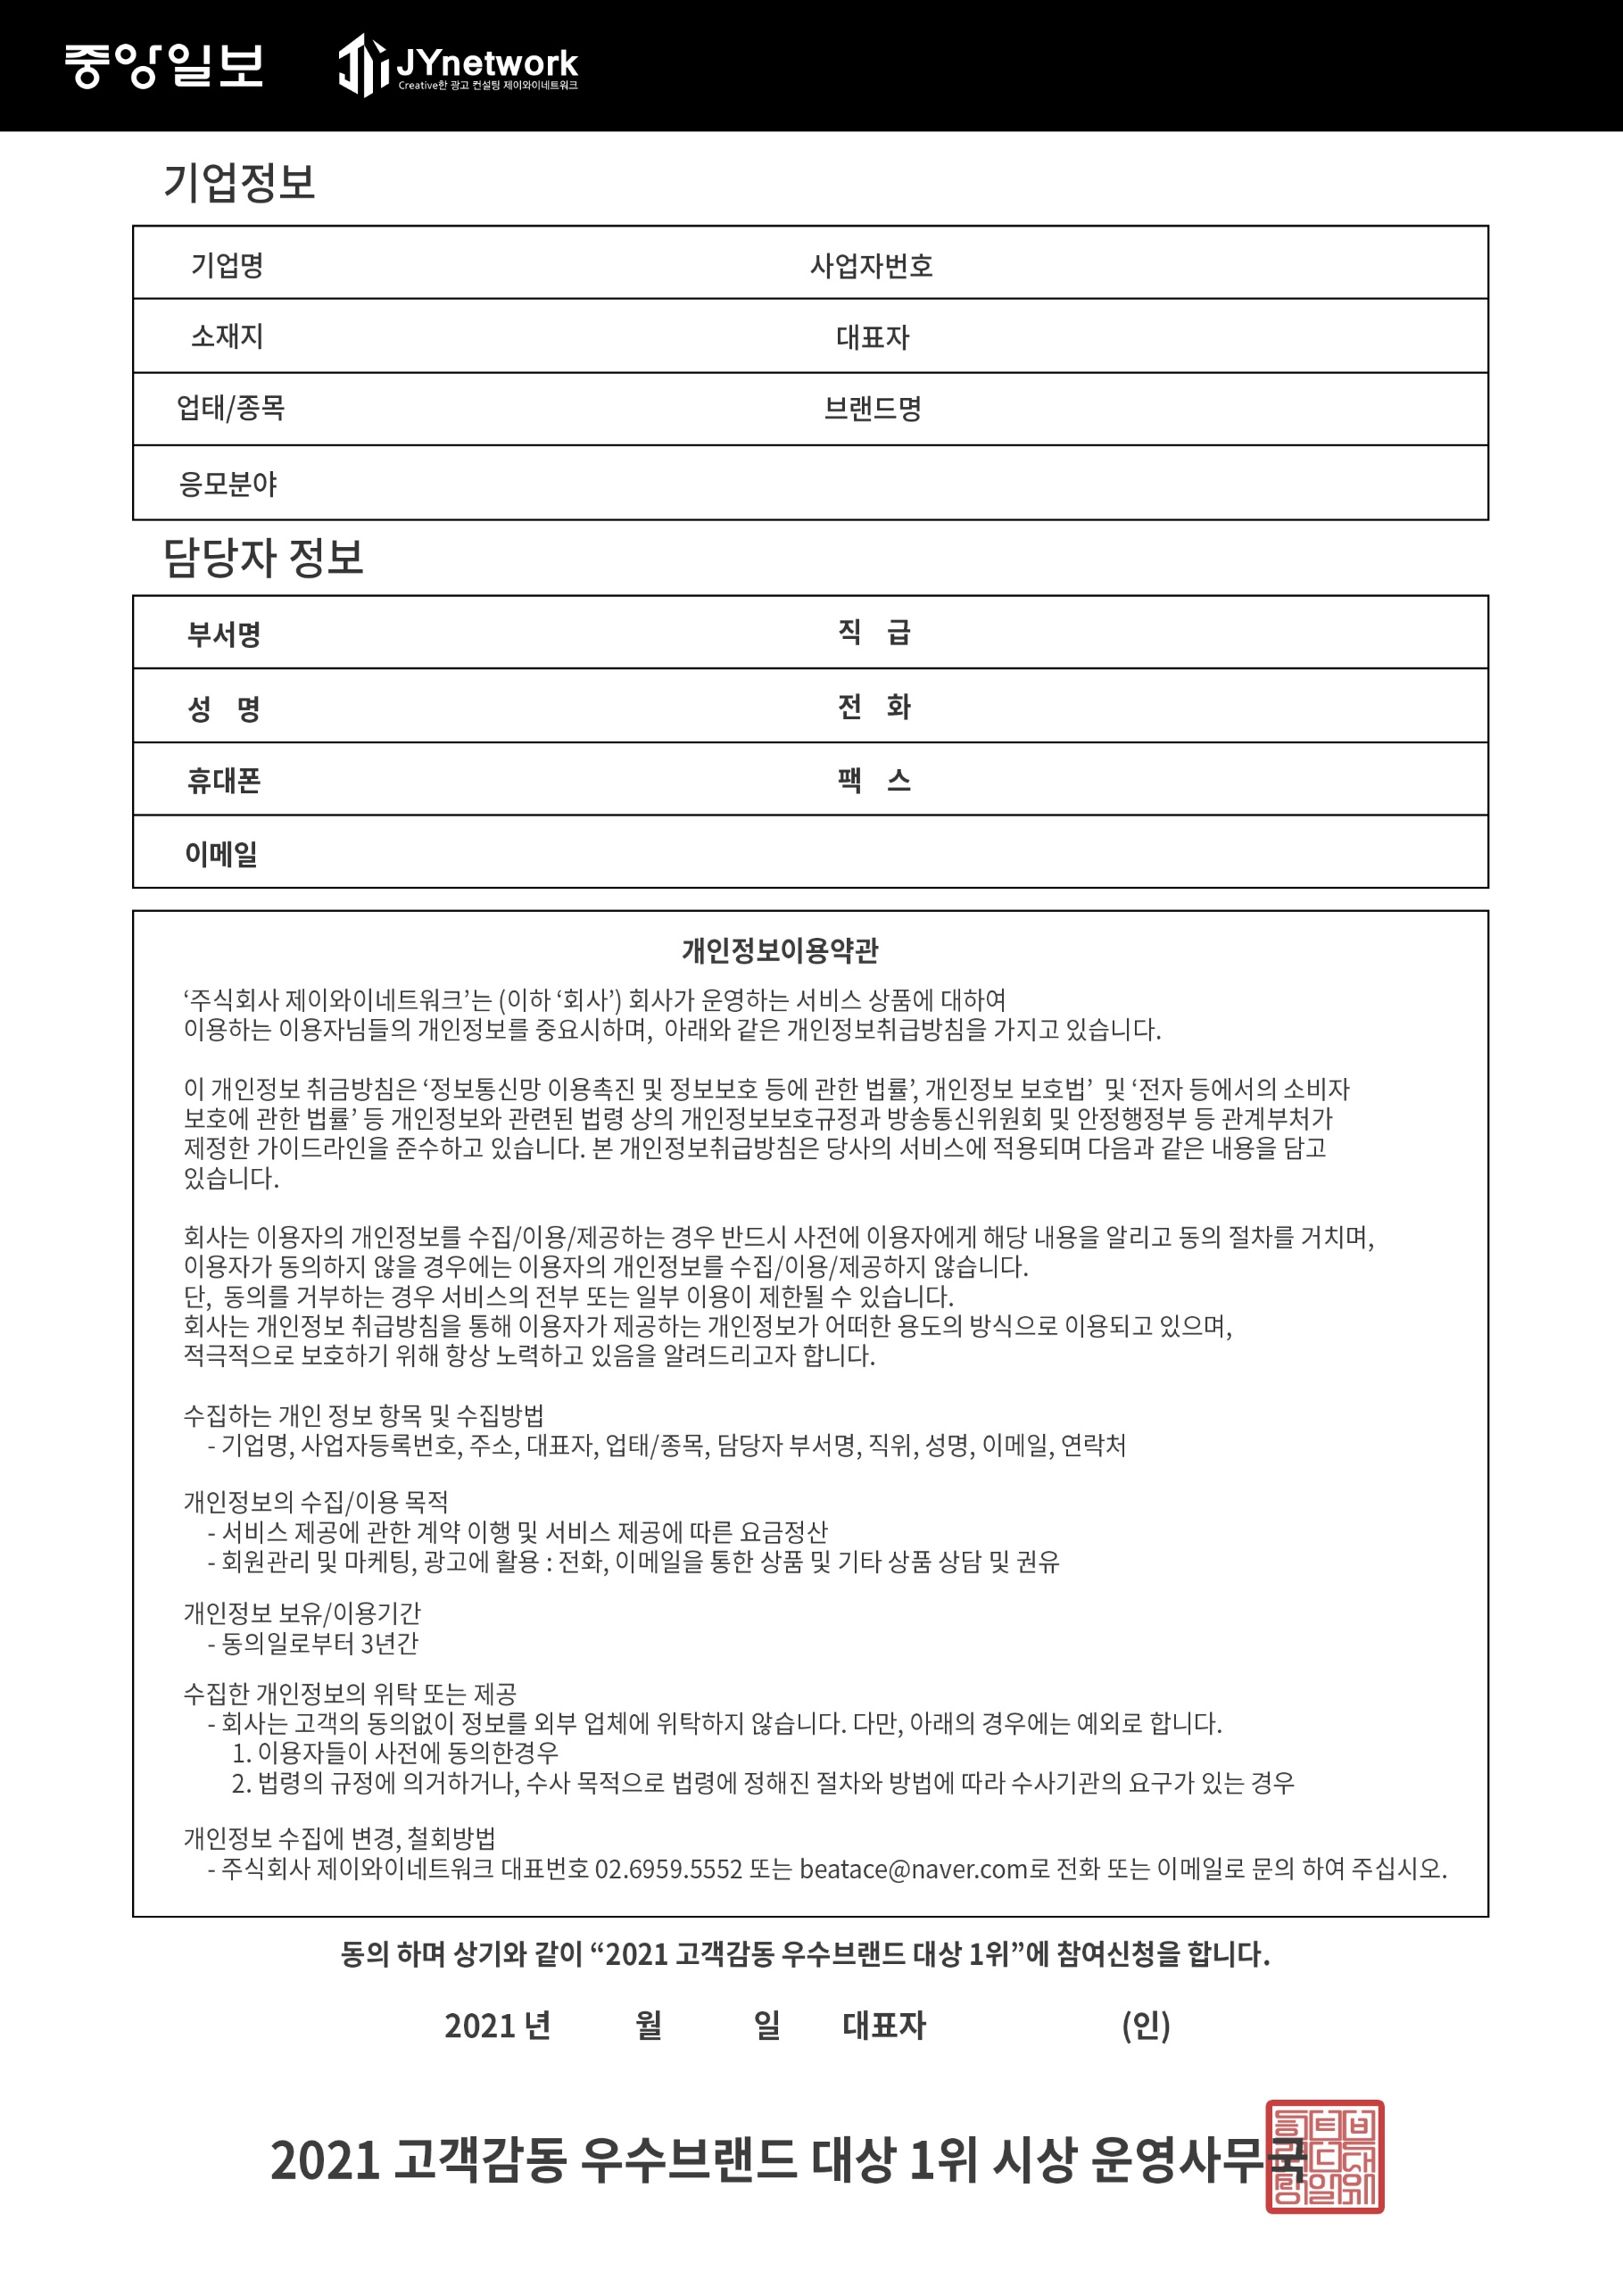 중앙일보 JYnetwork
Creative한 광고 컨설팅 제이와이네트워크
기업정보
기업명 사업자번호
소재지 대표자
업태/종목 브랜드명
응모분야
담당자 정보
부서명 직 급
성 명 전 화
휴대폰 팩 스
이메일
개인정보이용약관
‘주식회사 제이와이네트워크’는 (이하 ‘회사’) 회사가 운영하는 서비스 상품에 대하여
이용하는 이용자님들의 개인정보를 중요시하며, 아래와 같은 개인정보취급방침을 가지고 있습니다.
이 개인정보 취금방침은 ‘정보통신망 이용촉진 및 정보보호 등에 관한 법률’, 개인정보 보호법’ 및 ‘전자 등에서의 소비자
보호에 관한 법률’ 등 개인정보와 관련된 법령 상의 개인정보보호규정과 방송통신위원회 및 안정행정부 등 관계부처가
제정한 가이드라인을 준수하고 있습니다. 본 개인정보취급방침은 당사의 서비스에 적용되며 다음과 같은 내용을 담고
있습니다.
회사는 이용자의 개인정보를 수집/이용/제공하는 경우 반드시 사전에 이용자에게 해당 내용을 알리고 동의 절차를 거치며,
이용자가 동의하지 않을 경우에는 이용자의 개인정보를 수집/이용/제공하지 않습니다.
단, 동의를 거부하는 경우 서비스의 전부 또는 일부 이용이 제한될 수 있습니다.
회사는 개인정보 취급방침을 통해 이용자가 제공하는 개인정보가 어떠한 용도의 방식으로 이용되고 있으며,
적극적으로 보호하기 위해 항상 노력하고 있음을 알려드리고자 합니다.
수집하는 개인 정보 항목 및 수집방법
- 기업명, 사업자등록번호, 주소, 대표자, 업태/종목, 담당자 부서명, 직위, 성명, 이메일, 연락처
개인정보의 수집/이용 목적
- 서비스 제공에 관한 계약 이행 및 서비스 제공에 따른 요금정산
- 회원관리 및 마케팅, 광고에 활용 : 전화, 이메일을 통한 상품 및 기타 상품 상담 및 권유
개인정보 보유/이용기간
- 동의일로부터 3년간
수집한 개인정보의 위탁 또는 제공
- 회사는 고객의 동의없이 정보를 외부 업체에 위탁하지 않습니다. 다만, 아래의 경우에는 예외로 합니다.
1. 이용자들이 사전에 동의한경우
2. 법령의 규정에 의거하거나, 수사 목적으로 법령에 정해진 절차와 방법에 따라 수사기관의 요구가 있는 경우
개인정보 수집에 변경, 철회방법
- 주식회사 제이와이네트워크 대표번호 02.6959.5552 또는 beatace@naver.com로 전화 또는 이메일로 문의 하여 주십시오.
동의 하며 상기와 같이 “2021 고객감동 우수브랜드 대상 1위”에 참여신청을 합니다.
2021 년 월 일 대표자 (인)
2021 고객감동 우수브랜드 대상 1위 시상 운영사무국